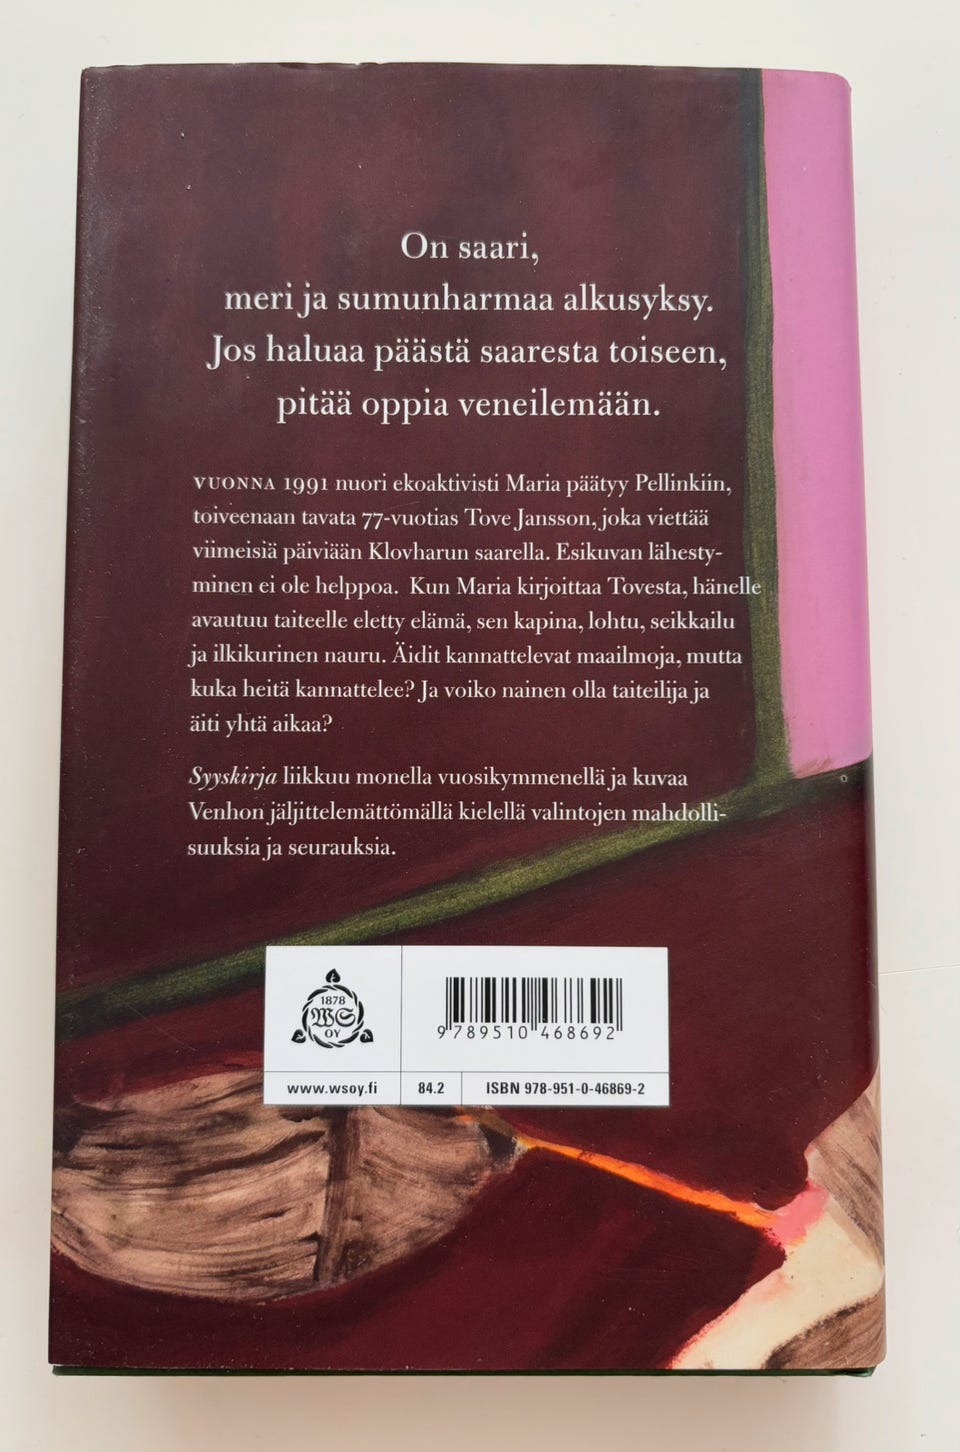 On saari,
meri ja sumunharmaa alkusyksy.
Jos haluaa päästä saaresta toiseen,
pitää oppia veneilemään.
VUONNA 1991 nuori ekoaktivisti Maria päätyy Pellinkiin,
toiveenaan tavata 77-vuotias Tove Jansson, joka viettää
viimeisiä päiviään Klovharun saarella. Esikuvan lähesty-
minen ei ole helppoa. Kun Maria kirjoittaa Tovesta, hänelle
avautuu taiteelle eletty elämä, sen kapina, lohtu, seikkailu
ja ilkikurinen nauru. Äidit kannattelevat maailmoja, mutta
kuka heitä kannattelee? Ja voiko nainen olla taiteilija ja
äiti yhtä aikaa?
Syyskirja liikkuu monella vuosikymmenellä ja kuvaa
Venhon jäljittelemättömällä kielellä valintojen mahdolli-
suuksia ja seurauksia.
1878
WS
OY
9 789510 468692
www.wsoy.fi
84.2
ISBN 978-951-0-46869-2